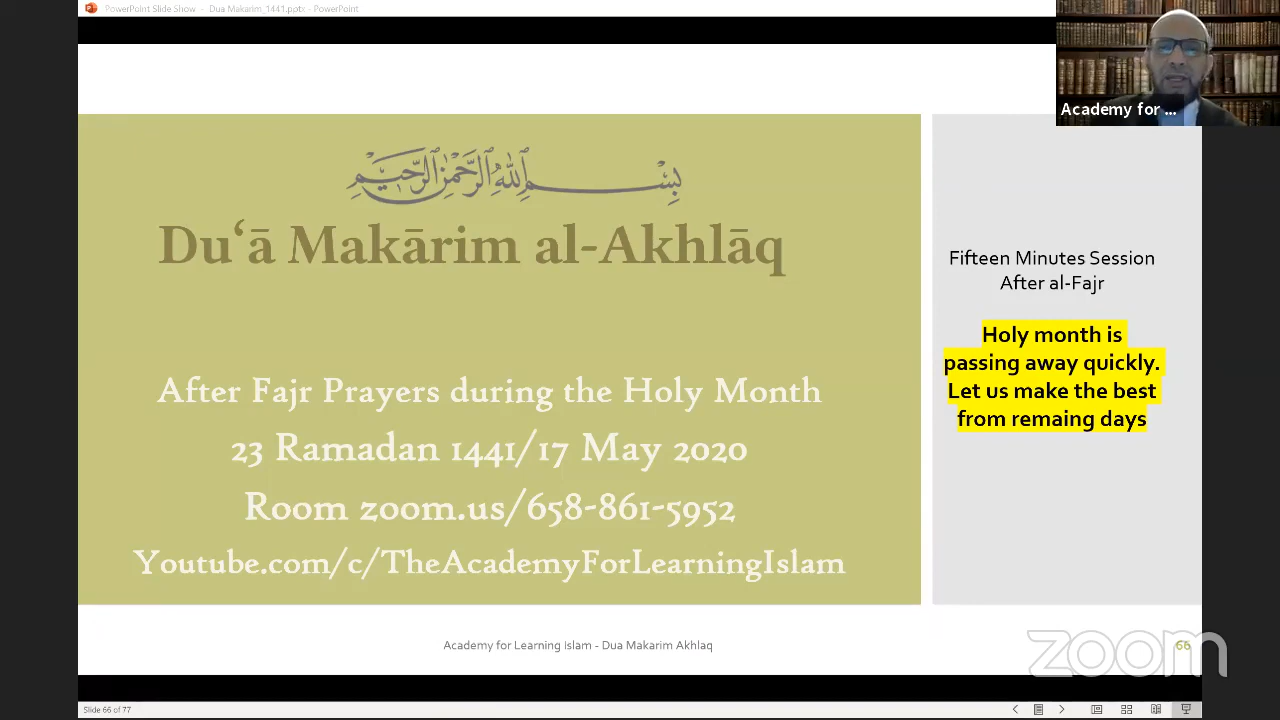 PowerPoint Slide Show - Dua Makarim_1441.pptx - PowerPoint
Academy for ...
بِسْمِ اللهِ الرَّحْمٰنِ الرَّحِيْمِ
Du‘ā Makārim al-Akhlāq
After Fajr Prayers during the Holy Month
23 Ramadan 1441/17 May 2020
Room zoom.us/658-861-5952
Youtube.com/c/TheAcademyForLearningIslam
Fifteen Minutes Session
After al-Fajr
Holy month is
passing away quickly.
Let us make the best
from remaing days
Academy for Learning Islam - Dua Makarim Akhlaq
66
zoom
Slide 66 of 77